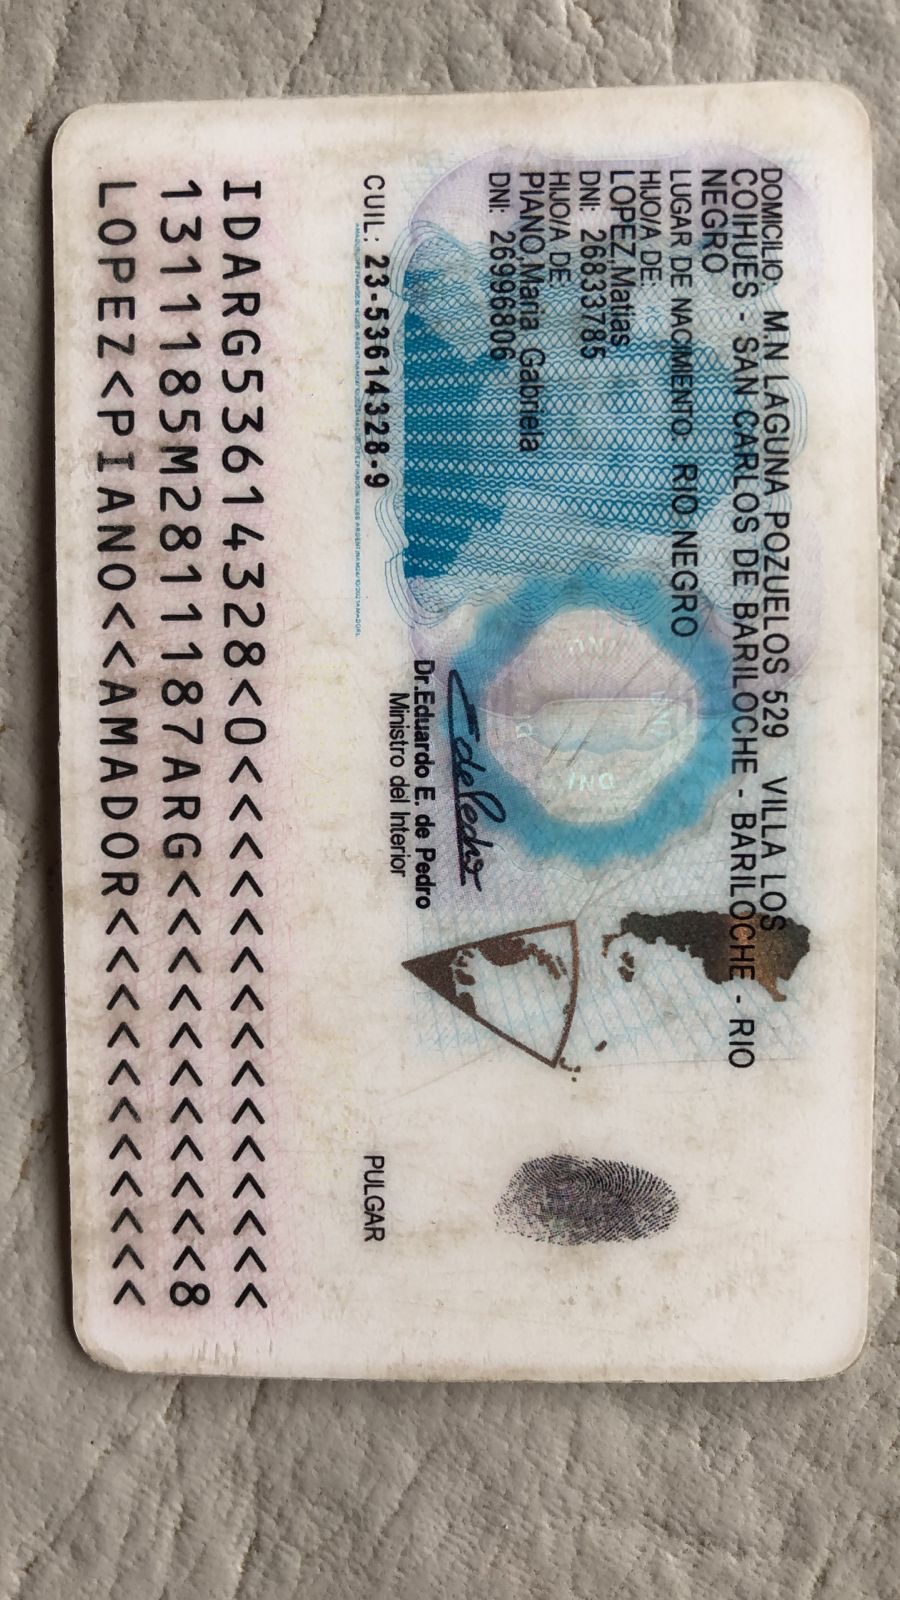 DOMICILIO: M.N LAGUNA POZUELOS 529 VILLA LOS
COIHUES - SAN CARLOS DE BARILOCHE - BARILOCHE - RIO
NEGRO
LUGAR DE NACIMIENTO: RIO NEGRO
HIJO/A DE:
LOPEZ,Matias
DNI: 26833785
HIJO/A DE:
PIANO,Maria Gabriela
DNI: 26996806
Dr.Eduardo E. de Pedro
Ministro del Interior
CUIL: 23-53614328-9
PULGAR
IDARG53614328<0<<<<<<<<<<<<<<<
1311185M2811187ARG<<<<<<<<<<<8
LOPEZ<PIANO<<AMADOR<<<<<<<<<<<